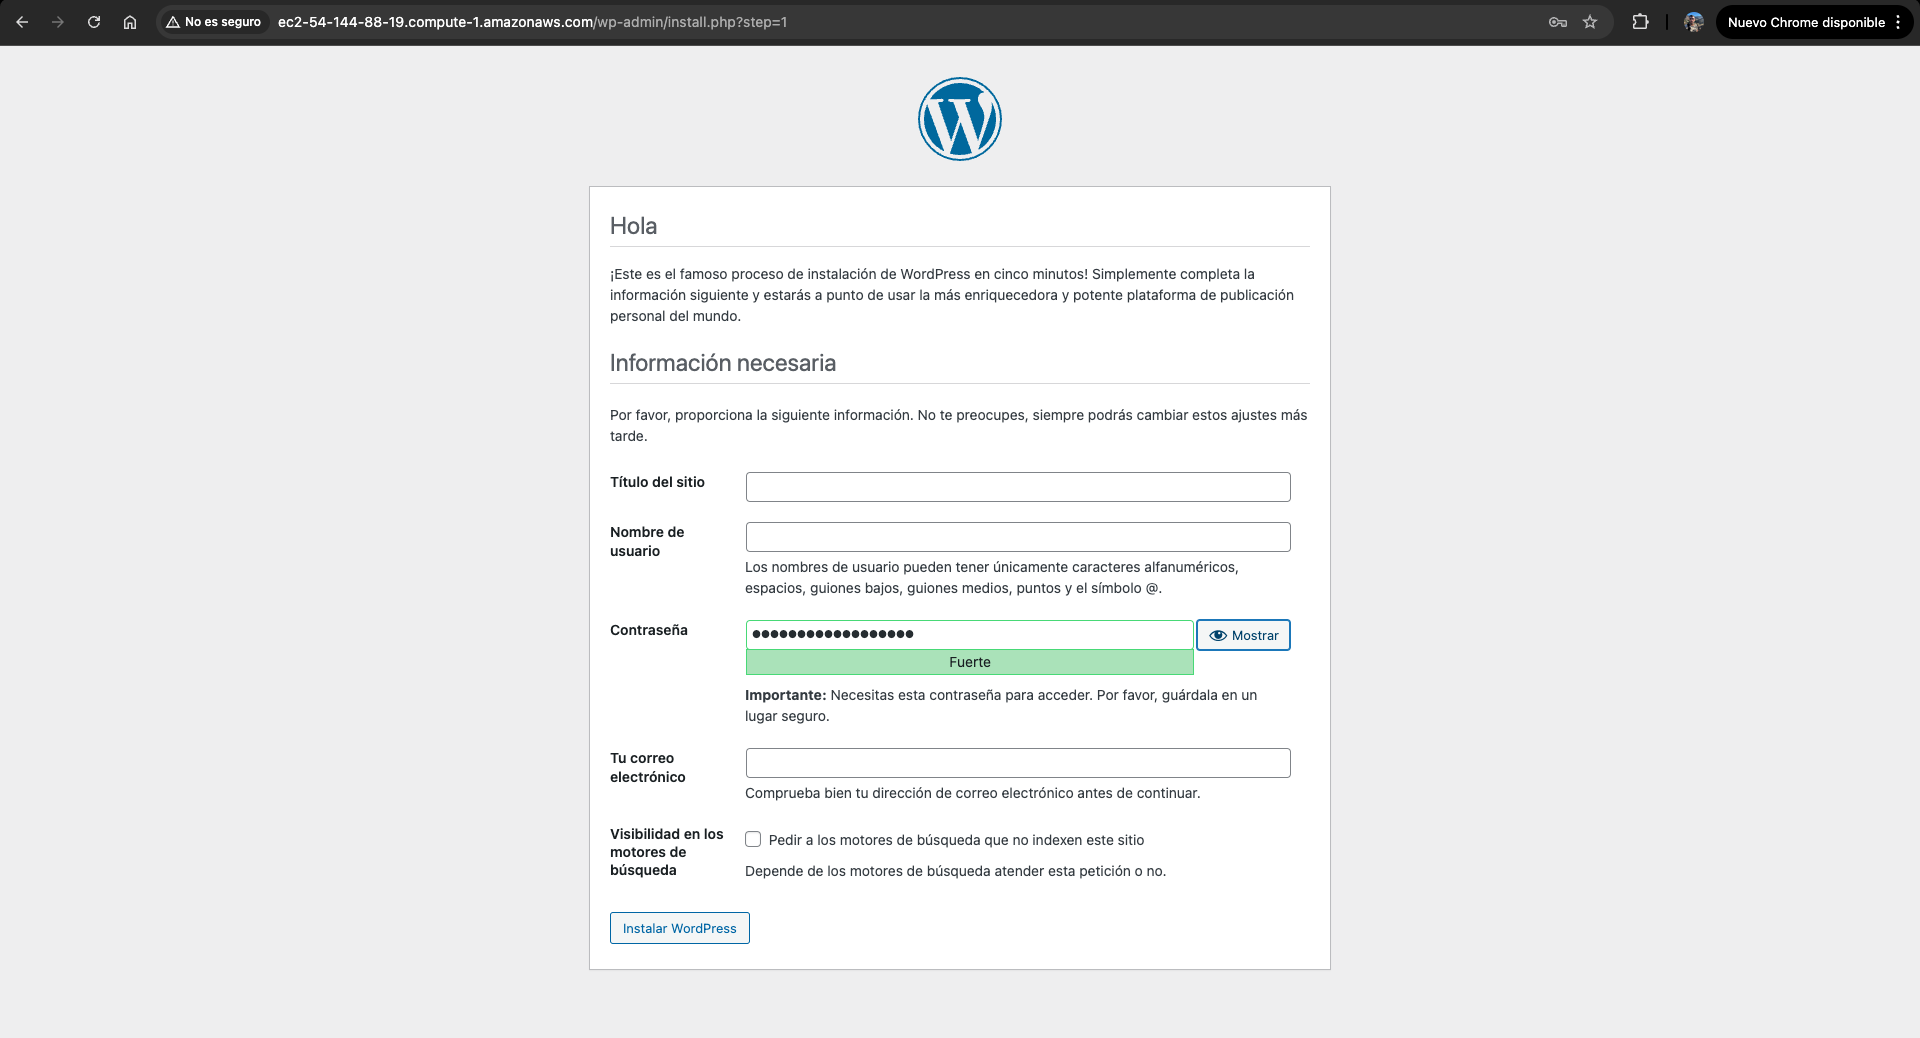 No es seguro
ec2-54-144-88-19.compute-1.amazonaws.com/wp-admin/install.php?step=1
Nuevo Chrome disponible
Hola
¡Este es el famoso proceso de instalación de WordPress en cinco minutos! Simplemente completa la
información siguiente y estarás a punto de usar la más enriquecedora y potente plataforma de publicación
personal del mundo.
Información necesaria
Por favor, proporciona la siguiente información. No te preocupes, siempre podrás cambiar estos ajustes más
tarde.
Título del sitio
Nombre de
usuario
Los nombres de usuario pueden tener únicamente caracteres alfanuméricos,
espacios, guiones bajos, guiones medios, puntos y el símbolo @.
Contraseña
••••••••••••••••••
Mostrar
Fuerte
Importante: Necesitas esta contraseña para acceder. Por favor, guárdala en un
lugar seguro.
Tu correo
electrónico
Comprueba bien tu dirección de correo electrónico antes de continuar.
Visibilidad en los
motores de
búsqueda
Pedir a los motores de búsqueda que no indexen este sitio
Depende de los motores de búsqueda atender esta petición o no.
Instalar WordPress